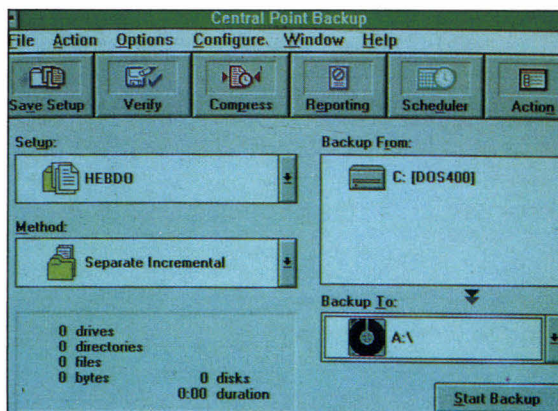 Central Point Backup
File Action Options Configure. Window Help
Save Setup Verify Compress Reporting Scheduler Action
Setup:
HEBDO
Method:
Separate Incremental
0 drives
0 directories
0 files
0 bytes 0 disks
0:00 duration
Backup From:
C: [DOS400]
Backup To:
A:\
Start Backup